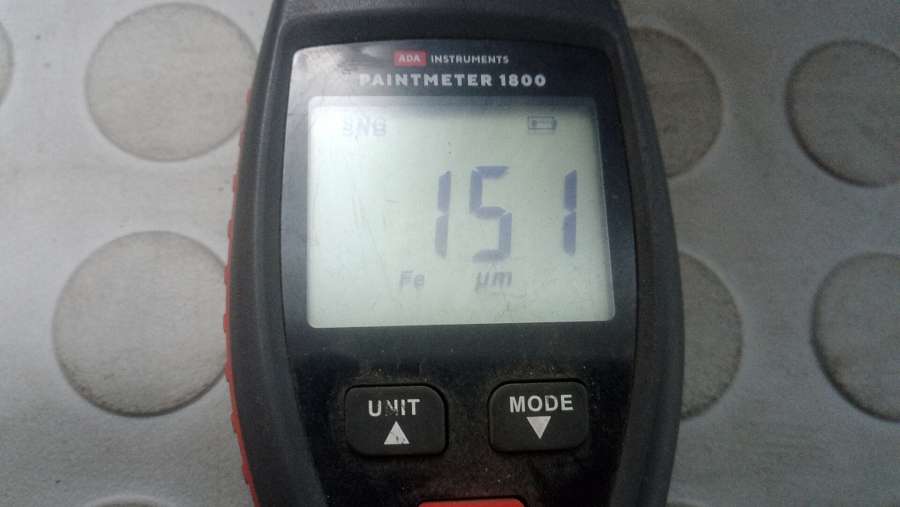 ADA INSTRUMENTS
PAINTMETER 1800
SNG
151
Fe µm
UNIT MODE